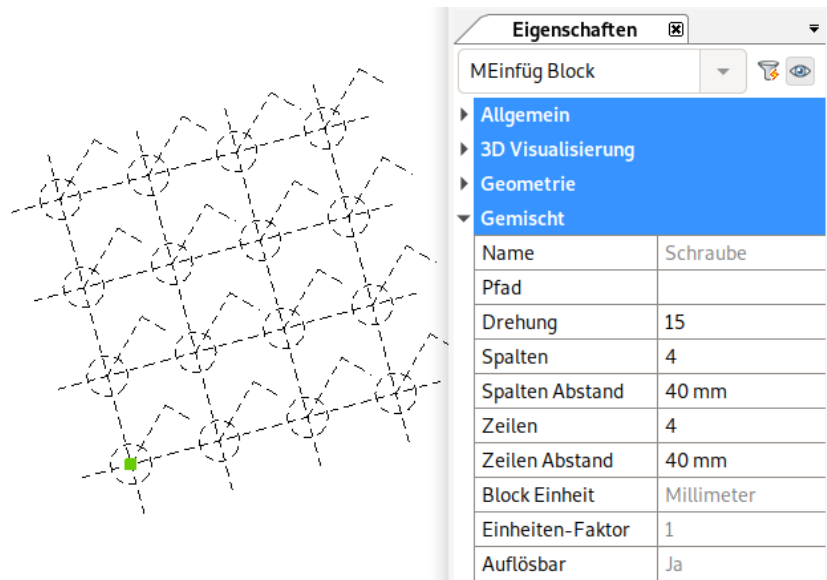 Eigenschaften
MEinfüg Block
Allgemein
3D Visualisierung
Geometrie
Gemischt
Name Schraube
Pfad
Drehung 15
Spalten 4
Spalten Abstand 40 mm
Zeilen 4
Zeilen Abstand 40 mm
Block Einheit Millimeter
Einheiten-Faktor 1
Auflösbar Ja